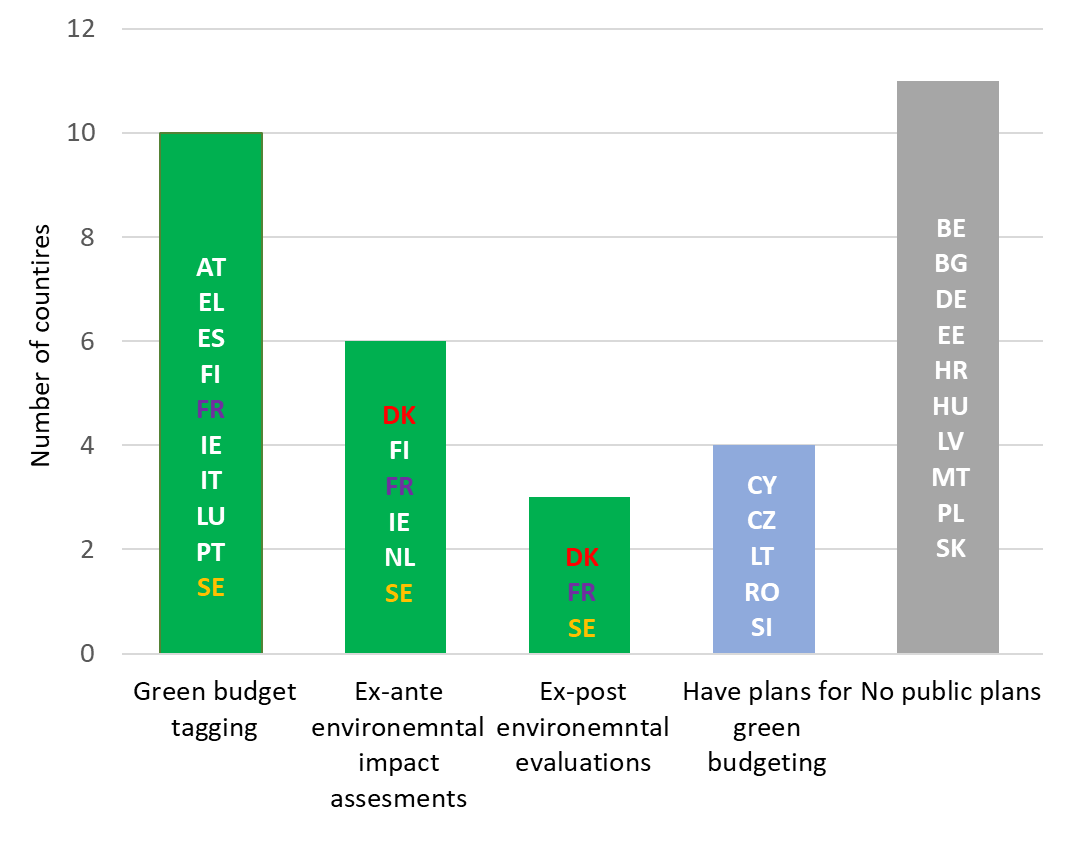 12
10
8
6
4
2
0
Number of countires
AT
EL
ES
FI
FR
IE
IT
LU
PT
SE
DK
FI
FR
IE
NL
SE
DK
FR
SE
CY
CZ
LT
RO
SI
BE
BG
DE
EE
HR
HU
LV
MT
PL
SK
Green budget
tagging
Ex-ante
environemntal
impact
assesments
Ex-post
environemntal
evaluations
Have plans for
green
budgeting
No public plans